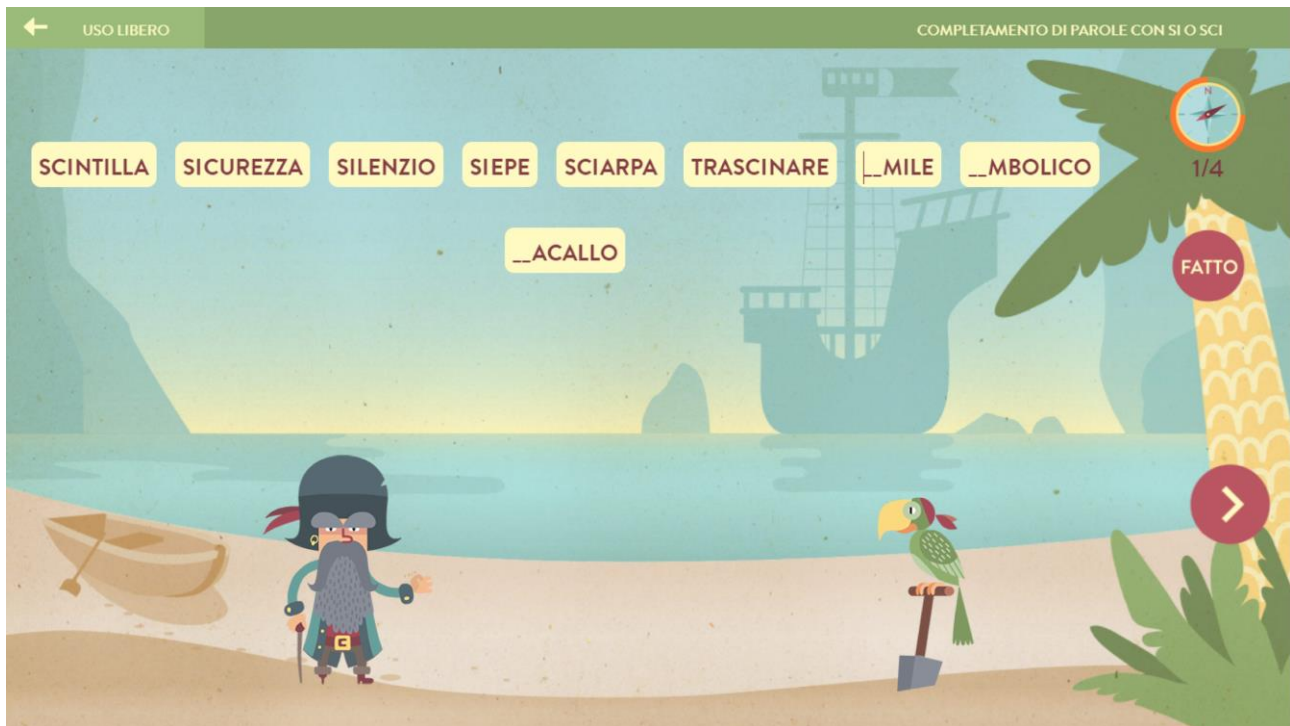 USO LIBERO COMPLETAMENTO DI PAROLE CON SI O SCI
N
SCINTILLA SICUREZZA SILENZIO SIEPE SCIARPA TRASCINARE __MILE __MBOLICO 1/4
__ACALLO FATTO